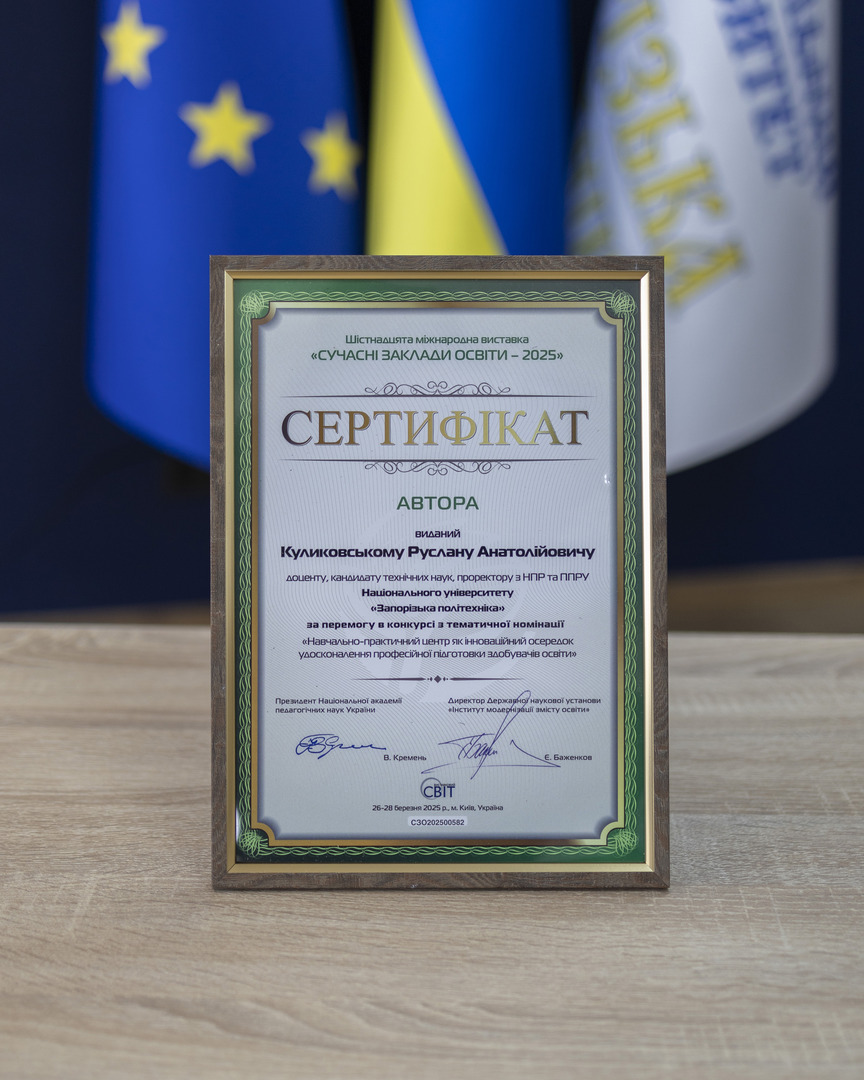 Шістнадцята міжнародна виставка
«СУЧАСНІ ЗАКЛАДИ ОСВІТИ – 2025»
СЕРТИФІКАТ
АВТОРА
виданий
Куликовському Руслану Анатолійовичу
доценту, кандидату технічних наук, проректору з НПР та ППРУ
Національного університету
«Запорізька політехніка»
за перемогу в конкурсі з тематичної номінації
«Навчально-практичний центр як інноваційний осередок
удосконалення професійної підготовки здобувачів освіти»
Президент Національної академії
педагогічних наук України
В. Кремень
Директор Державної наукової установи
«Інститут модернізації змісту освіти»
Є. Баженков
СВІТ
26-28 березня 2025 р., м. Київ, Україна
СЗО202500582